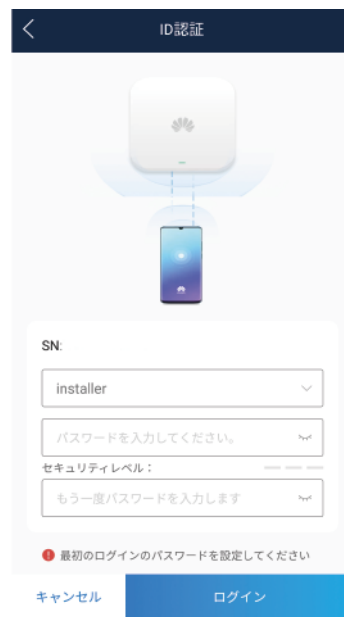 ID認証
SN:
installer
パスワードを入力してください。
セキュリティレベル：
もう一度パスワードを入力します
最初のログインのパスワードを設定してください
キャンセル
ログイン